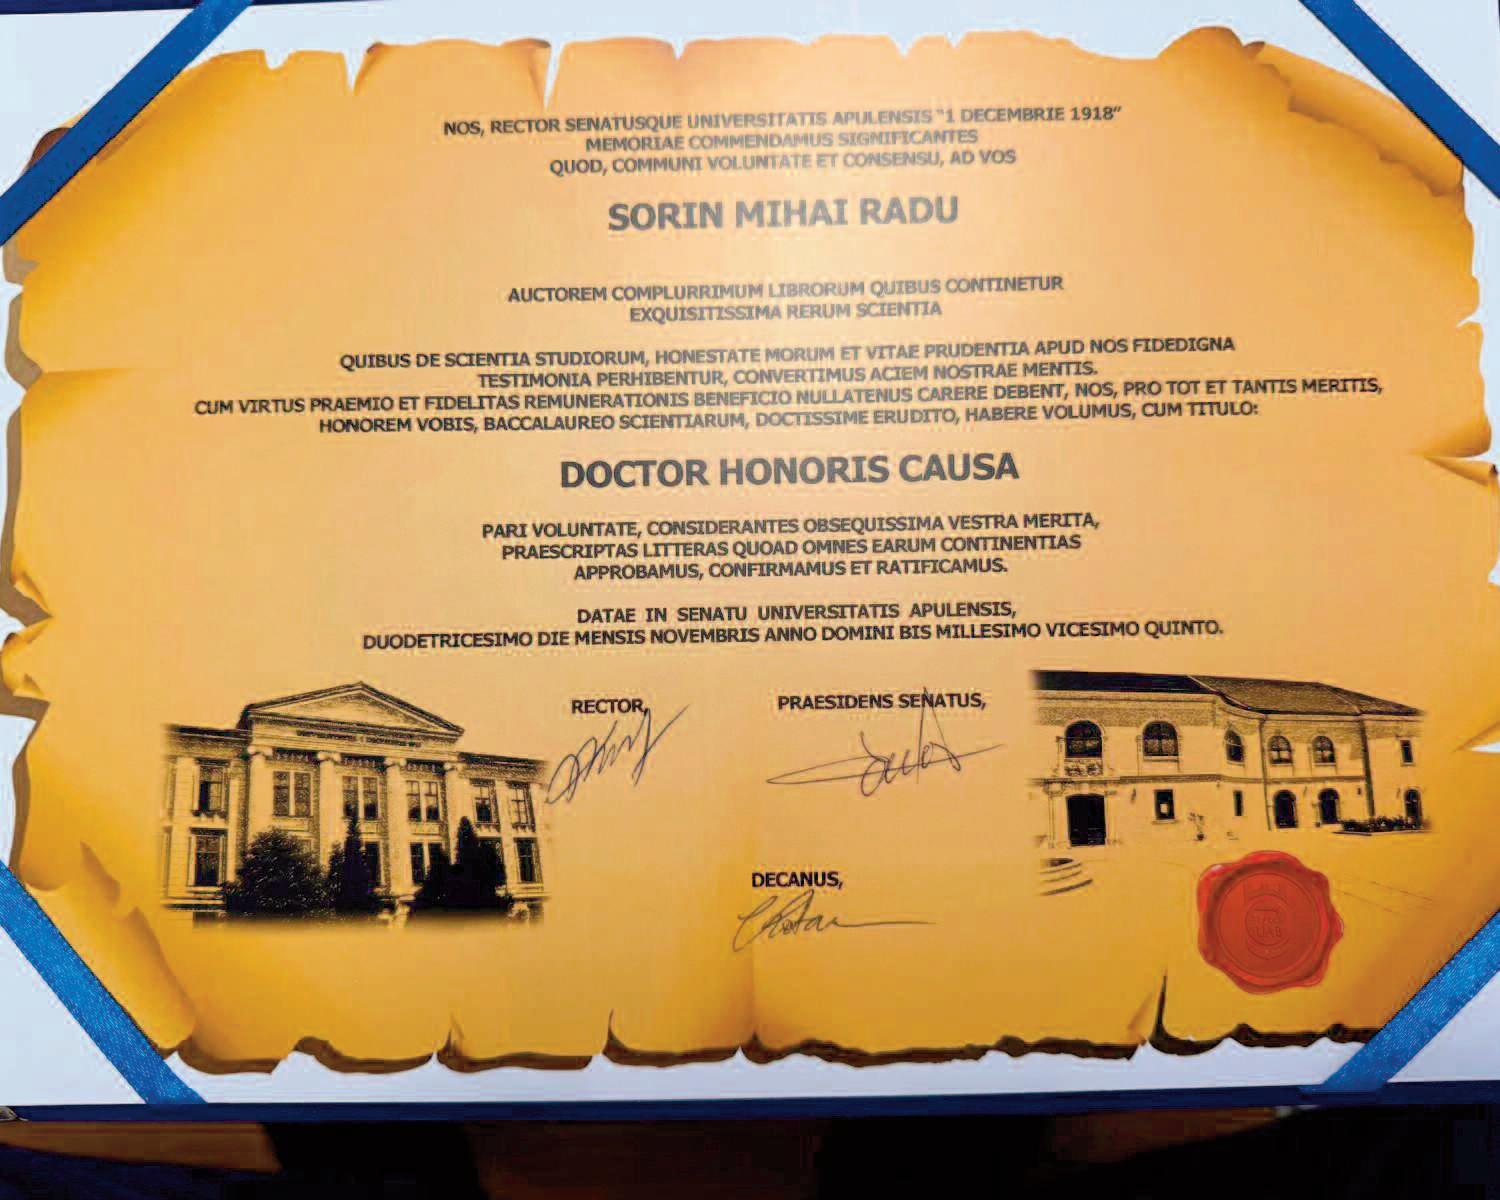 NOS, RECTOR SENATUSQUE UNIVERSITATIS APULENSIS "1 DECEMBRIE 1918"
MEMORIAE COMMENDAMUS SIGNIFICANTES
QUOD, COMMUNI VOLUNTATE ET CONSENSU, AD VOS
SORIN MIHAI RADU
AUCTOREM COMPLURRIMUM LIBRORUM QUIBUS CONTINETUR
EXQUISITISSIMA RERUM SCIENTIA
QUIBUS DE SCIENTIA STUDIORUM, HONESTATE MORUM ET VITAE PRUDENTIA APUD NOS FIDEDIGNA
TESTIMONIA PERHIBENTUR, CONVERTIMUS ACIEM NOSTRAE MENTIS.
CUM VIRTUS PRAEMIO ET FIDELITAS REMUNERATIONIS BENEFICIO NULLATENUS CARERE DEBENT, NOS, PRO TOT ET TANTIS MERITIS,
HONOREM VOBIS, BACCALAUREO SCIENTIARUM, DOCTISSIME ERUDITO, HABERE VOLUMUS, CUM TITULO:
DOCTOR HONORIS CAUSA
PARI VOLUNTATE, CONSIDERANTES OBSEQUISSIMA VESTRA MERITA,
PRAESCRIPTAS LITTERAS QUOAD OMNES EARUM CONTINENTIAS
APPROBAMUS, CONFIRMAMUS ET RATIFICAMUS.
DATAE IN SENATU UNIVERSITATIS APULENSIS,
DUODETRICESIMO DIE MENSIS NOVEMBRIS ANNO DOMINI BIS MILLESIMO VICESIMO QUINTO.
RECTOR,
PRAESIDENS SENATUS,
DECANUS,